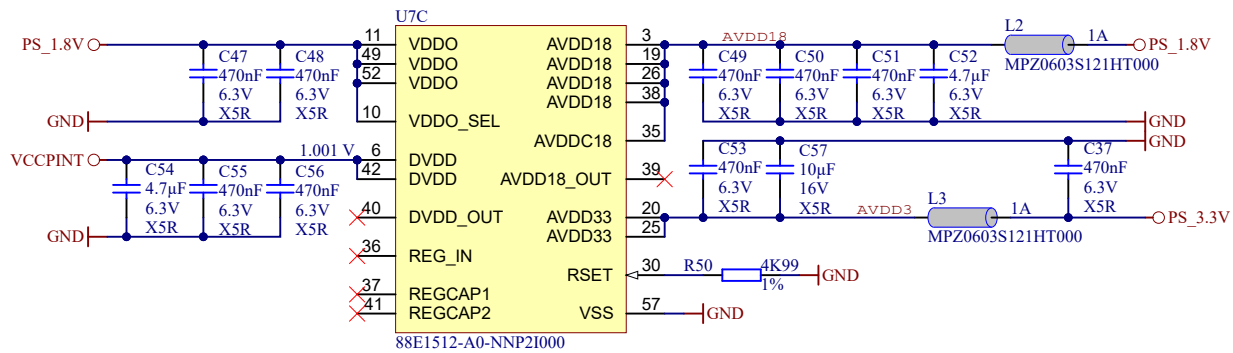 U7C
PS_1.8V
11 VDDO
49 VDDO
52 VDDO
10 VDDO_SEL
C47
470nF
6.3V
X5R
C48
470nF
6.3V
X5R
GND
VCCPINT
1.001 V
6 DVDD
42 DVDD
C54
4.7µF
6.3V
X5R
C55
470nF
6.3V
X5R
C56
470nF
6.3V
X5R
GND
40 DVDD_OUT
36 REG_IN
37 REGCAP1
41 REGCAP2
AVDD18 3
AVDD18 19
AVDD18 26
AVDD18 38
AVDDC18 35
AVDD18_OUT 39
AVDD33 20
AVDD33 25
RSET 30
VSS 57
88E1512-A0-NNP2I000
AVDD18
L2
1A
PS_1.8V
MPZ0603S121HT000
C49
470nF
6.3V
X5R
C50
470nF
6.3V
X5R
C51
470nF
6.3V
X5R
C52
4.7µF
6.3V
X5R
GND
GND
C53
470nF
6.3V
X5R
C57
10µF
16V
X5R
C37
470nF
6.3V
X5R
AVDD3
L3
1A
PS_3.3V
MPZ0603S121HT000
R50
4K99
1%
GND
GND